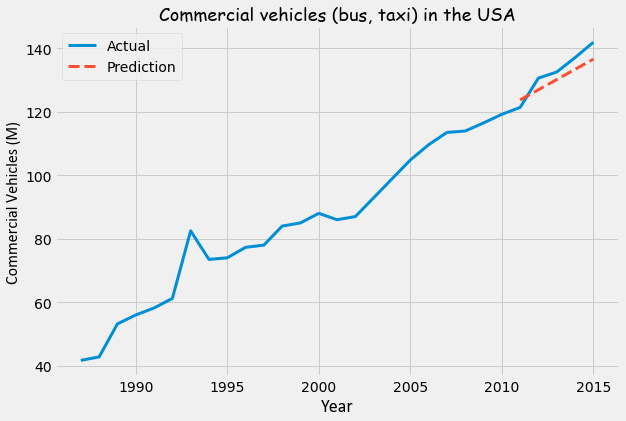 Commercial vehicles (bus, taxi) in the USA
Actual
Prediction
Commercial Vehicles (M)
140
120
100
80
60
40
1990 1995 2000 2005 2010 2015
Year